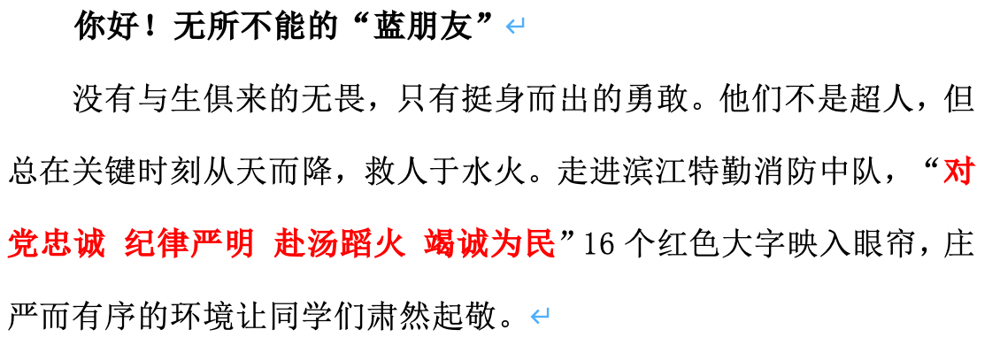 你好！无所不能的“蓝朋友”
没有与生俱来的无畏，只有挺身而出的勇敢。他们不是超人，但
总在关键时刻从天而降，救人于水火。走进滨江特勤消防中队，“对
党忠诚 纪律严明 赴汤蹈火 竭诚为民”16 个红色大字映入眼帘，庄
严而有序的环境让同学们肃然起敬。